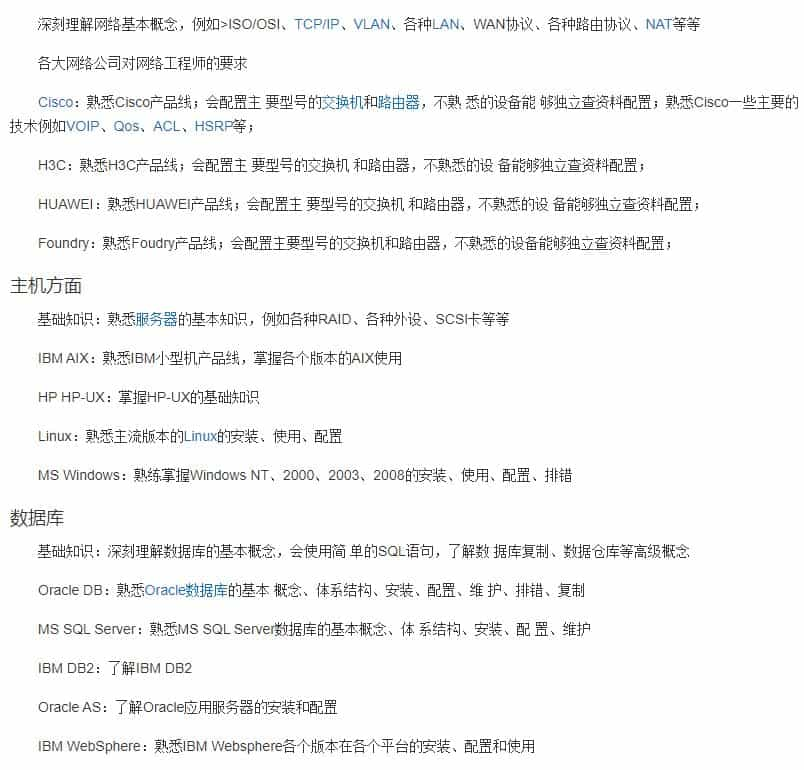 深刻理解网络基本概念，例如>ISO/OSI、TCP/IP、VLAN、各种LAN、WAN协议、各种路由协议、NAT等等
各大网络公司对网络工程师的要求
Cisco：熟悉Cisco产品线；会配置主 要型号的交换机和路由器，不熟 悉的设备能 够独立查资料配置；熟悉Cisco一些主要的
技术例如VOIP、Qos、ACL、HSRP等；
H3C：熟悉H3C产品线；会配置主 要型号的交换机 和路由器，不熟悉的设 备能够独立查资料配置；
HUAWEI：熟悉HUAWEI产品线；会配置主 要型号的交换机 和路由器，不熟悉的设 备能够独立查资料配置；
Foundry：熟悉Foudry产品线；会配置主要型号的交换机和路由器，不熟悉的设备能够独立查资料配置；
主机方面
基础知识：熟悉服务器的基本知识，例如各种RAID、各种外设、SCSI卡等等
IBM AIX：熟悉IBM小型机产品线，掌握各个版本的AIX使用
HP HP-UX：掌握HP-UX的基础知识
Linux：熟悉主流版本的Linux的安装、使用、配置
MS Windows：熟练掌握Windows NT、2000、2003、2008的安装、使用、配置、排错
数据库
基础知识：深刻理解数据库的基本概念，会使用简 单的SQL语句，了解数 据库复制、数据仓库等高级概念
Oracle DB：熟悉Oracle数据库的基本 概念、体系结构、安装、配置、维 护、排错、复制
MS SQL Server：熟悉MS SQL Server数据库的基本概念、体 系结构、安装、配 置、维护
IBM DB2：了解IBM DB2
Oracle AS：了解Oracle应用服务器的安装和配置
IBM WebSphere：熟悉IBM Websphere各个版本在各个平台的安装、配置和使用